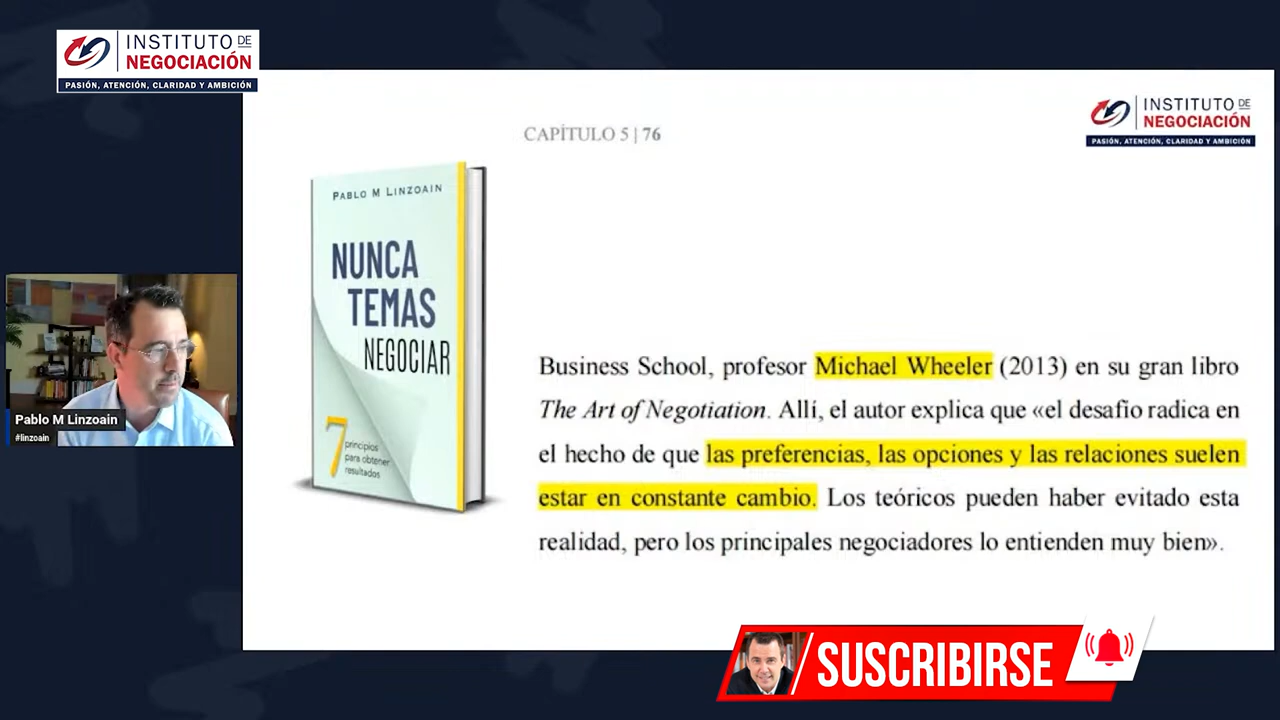 INSTITUTO DE
NEGOCIACIÓN
PASIÓN, ATENCIÓN, CLARIDAD Y AMBICIÓN
INSTITUTO DE
NEGOCIACIÓN
PASIÓN, ATENCIÓN, CLARIDAD Y AMBICIÓN
CAPÍTULO 5 | 76
PABLO M LINZOAIN
NUNCA
TEMAS
NEGOCIAR
7 principios
para obtener
resultados
Business School, profesor Michael Wheeler (2013) en su gran libro
The Art of Negotiation. Allí, el autor explica que «el desafío radica en
el hecho de que las preferencias, las opciones y las relaciones suelen
estar en constante cambio. Los teóricos pueden haber evitado esta
realidad, pero los principales negociadores lo entienden muy bien».
Pablo M Linzoain
#linzoain
SUSCRIBIRSE